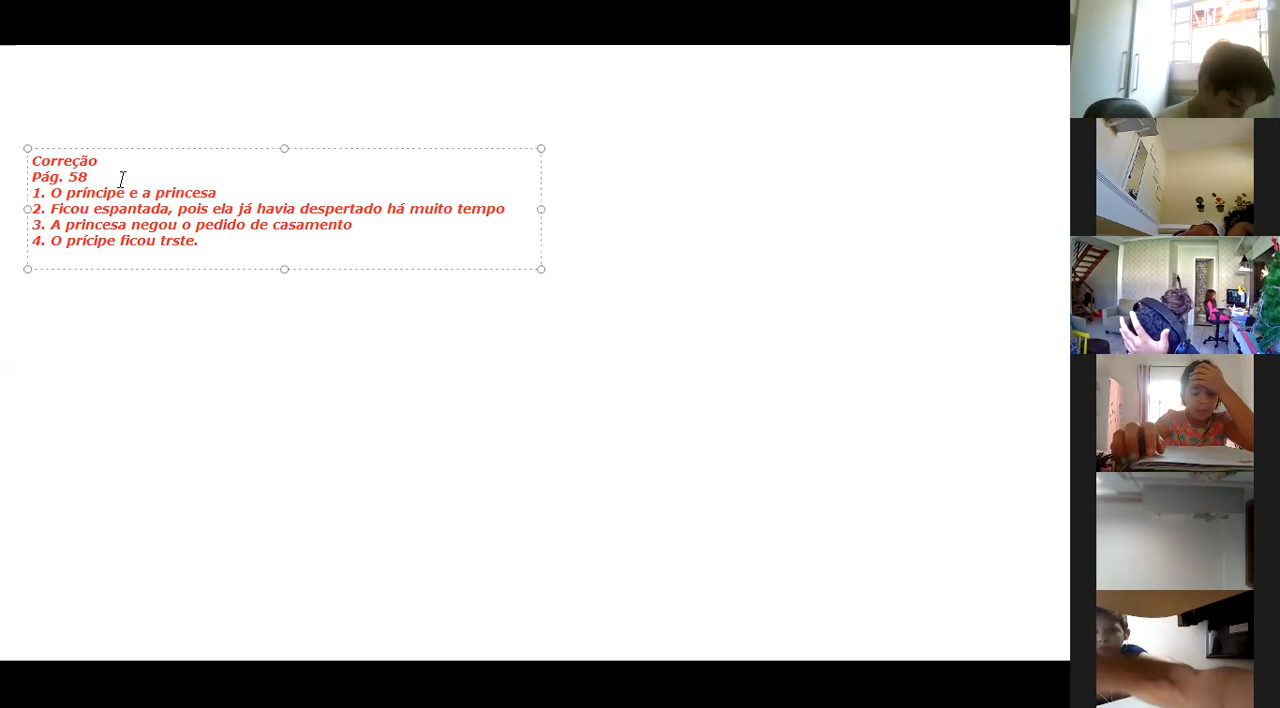 Correção
Pág. 58
1. O príncipe e a princesa
2. Ficou espantada, pois ela já havia despertado há muito tempo
3. A princesa negou o pedido de casamento
4. O prícipe ficou trste.